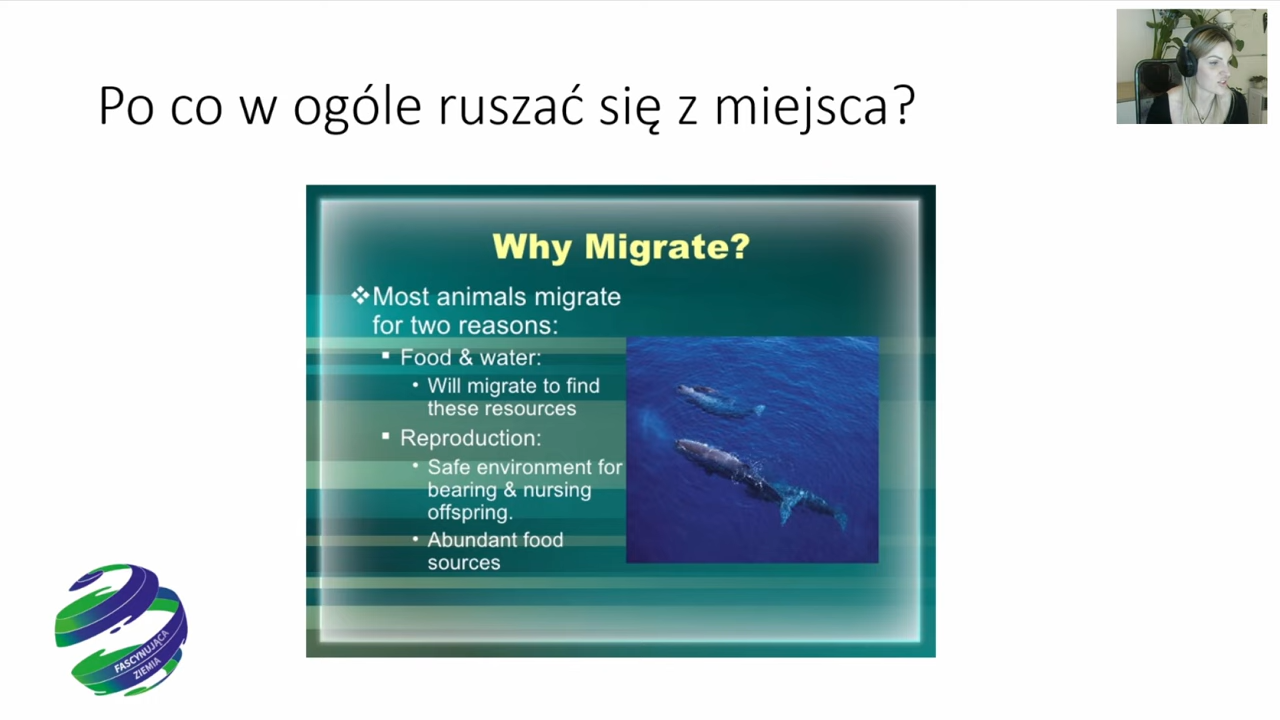 Po co w ogóle ruszać się z miejsca?
Why Migrate?
❖Most animals migrate
for two reasons:
▪ Food & water:
• Will migrate to find
these resources
▪ Reproduction:
• Safe environment for
bearing & nursing
offspring.
• Abundant food
sources
FASCYNUJĄCA
ZIEMIA